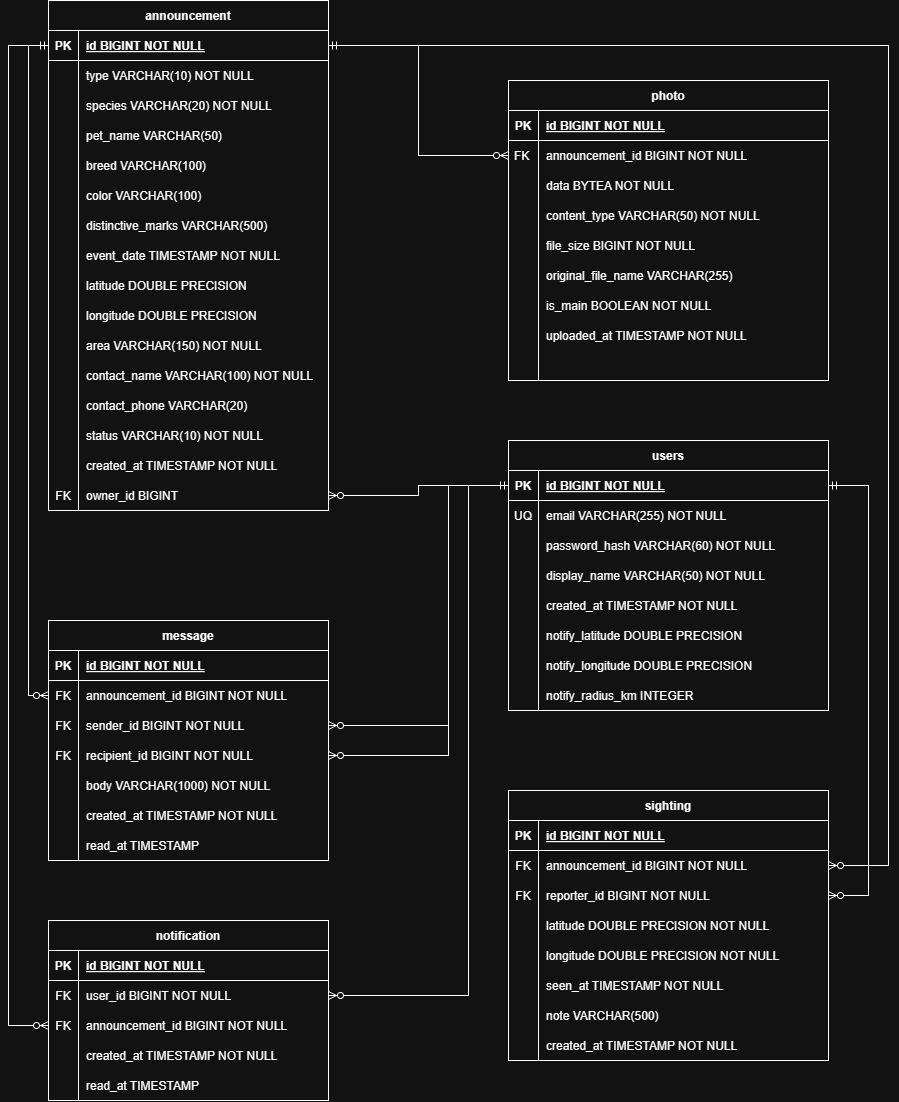 announcement
PK id BIGINT NOT NULL
type VARCHAR(10) NOT NULL
species VARCHAR(20) NOT NULL
pet_name VARCHAR(50)
breed VARCHAR(100)
color VARCHAR(100)
distinctive_marks VARCHAR(500)
event_date TIMESTAMP NOT NULL
latitude DOUBLE PRECISION
longitude DOUBLE PRECISION
area VARCHAR(150) NOT NULL
contact_name VARCHAR(100) NOT NULL
contact_phone VARCHAR(20)
status VARCHAR(10) NOT NULL
created_at TIMESTAMP NOT NULL
FK owner_id BIGINT
photo
PK id BIGINT NOT NULL
FK announcement_id BIGINT NOT NULL
data BYTEA NOT NULL
content_type VARCHAR(50) NOT NULL
file_size BIGINT NOT NULL
original_file_name VARCHAR(255)
is_main BOOLEAN NOT NULL
uploaded_at TIMESTAMP NOT NULL
users
PK id BIGINT NOT NULL
UQ email VARCHAR(255) NOT NULL
password_hash VARCHAR(60) NOT NULL
display_name VARCHAR(50) NOT NULL
created_at TIMESTAMP NOT NULL
notify_latitude DOUBLE PRECISION
notify_longitude DOUBLE PRECISION
notify_radius_km INTEGER
message
PK id BIGINT NOT NULL
FK announcement_id BIGINT NOT NULL
FK sender_id BIGINT NOT NULL
FK recipient_id BIGINT NOT NULL
body VARCHAR(1000) NOT NULL
created_at TIMESTAMP NOT NULL
read_at TIMESTAMP
sighting
PK id BIGINT NOT NULL
FK announcement_id BIGINT NOT NULL
FK reporter_id BIGINT NOT NULL
latitude DOUBLE PRECISION NOT NULL
longitude DOUBLE PRECISION NOT NULL
seen_at TIMESTAMP NOT NULL
note VARCHAR(500)
created_at TIMESTAMP NOT NULL
notification
PK id BIGINT NOT NULL
FK user_id BIGINT NOT NULL
FK announcement_id BIGINT NOT NULL
created_at TIMESTAMP NOT NULL
read_at TIMESTAMP